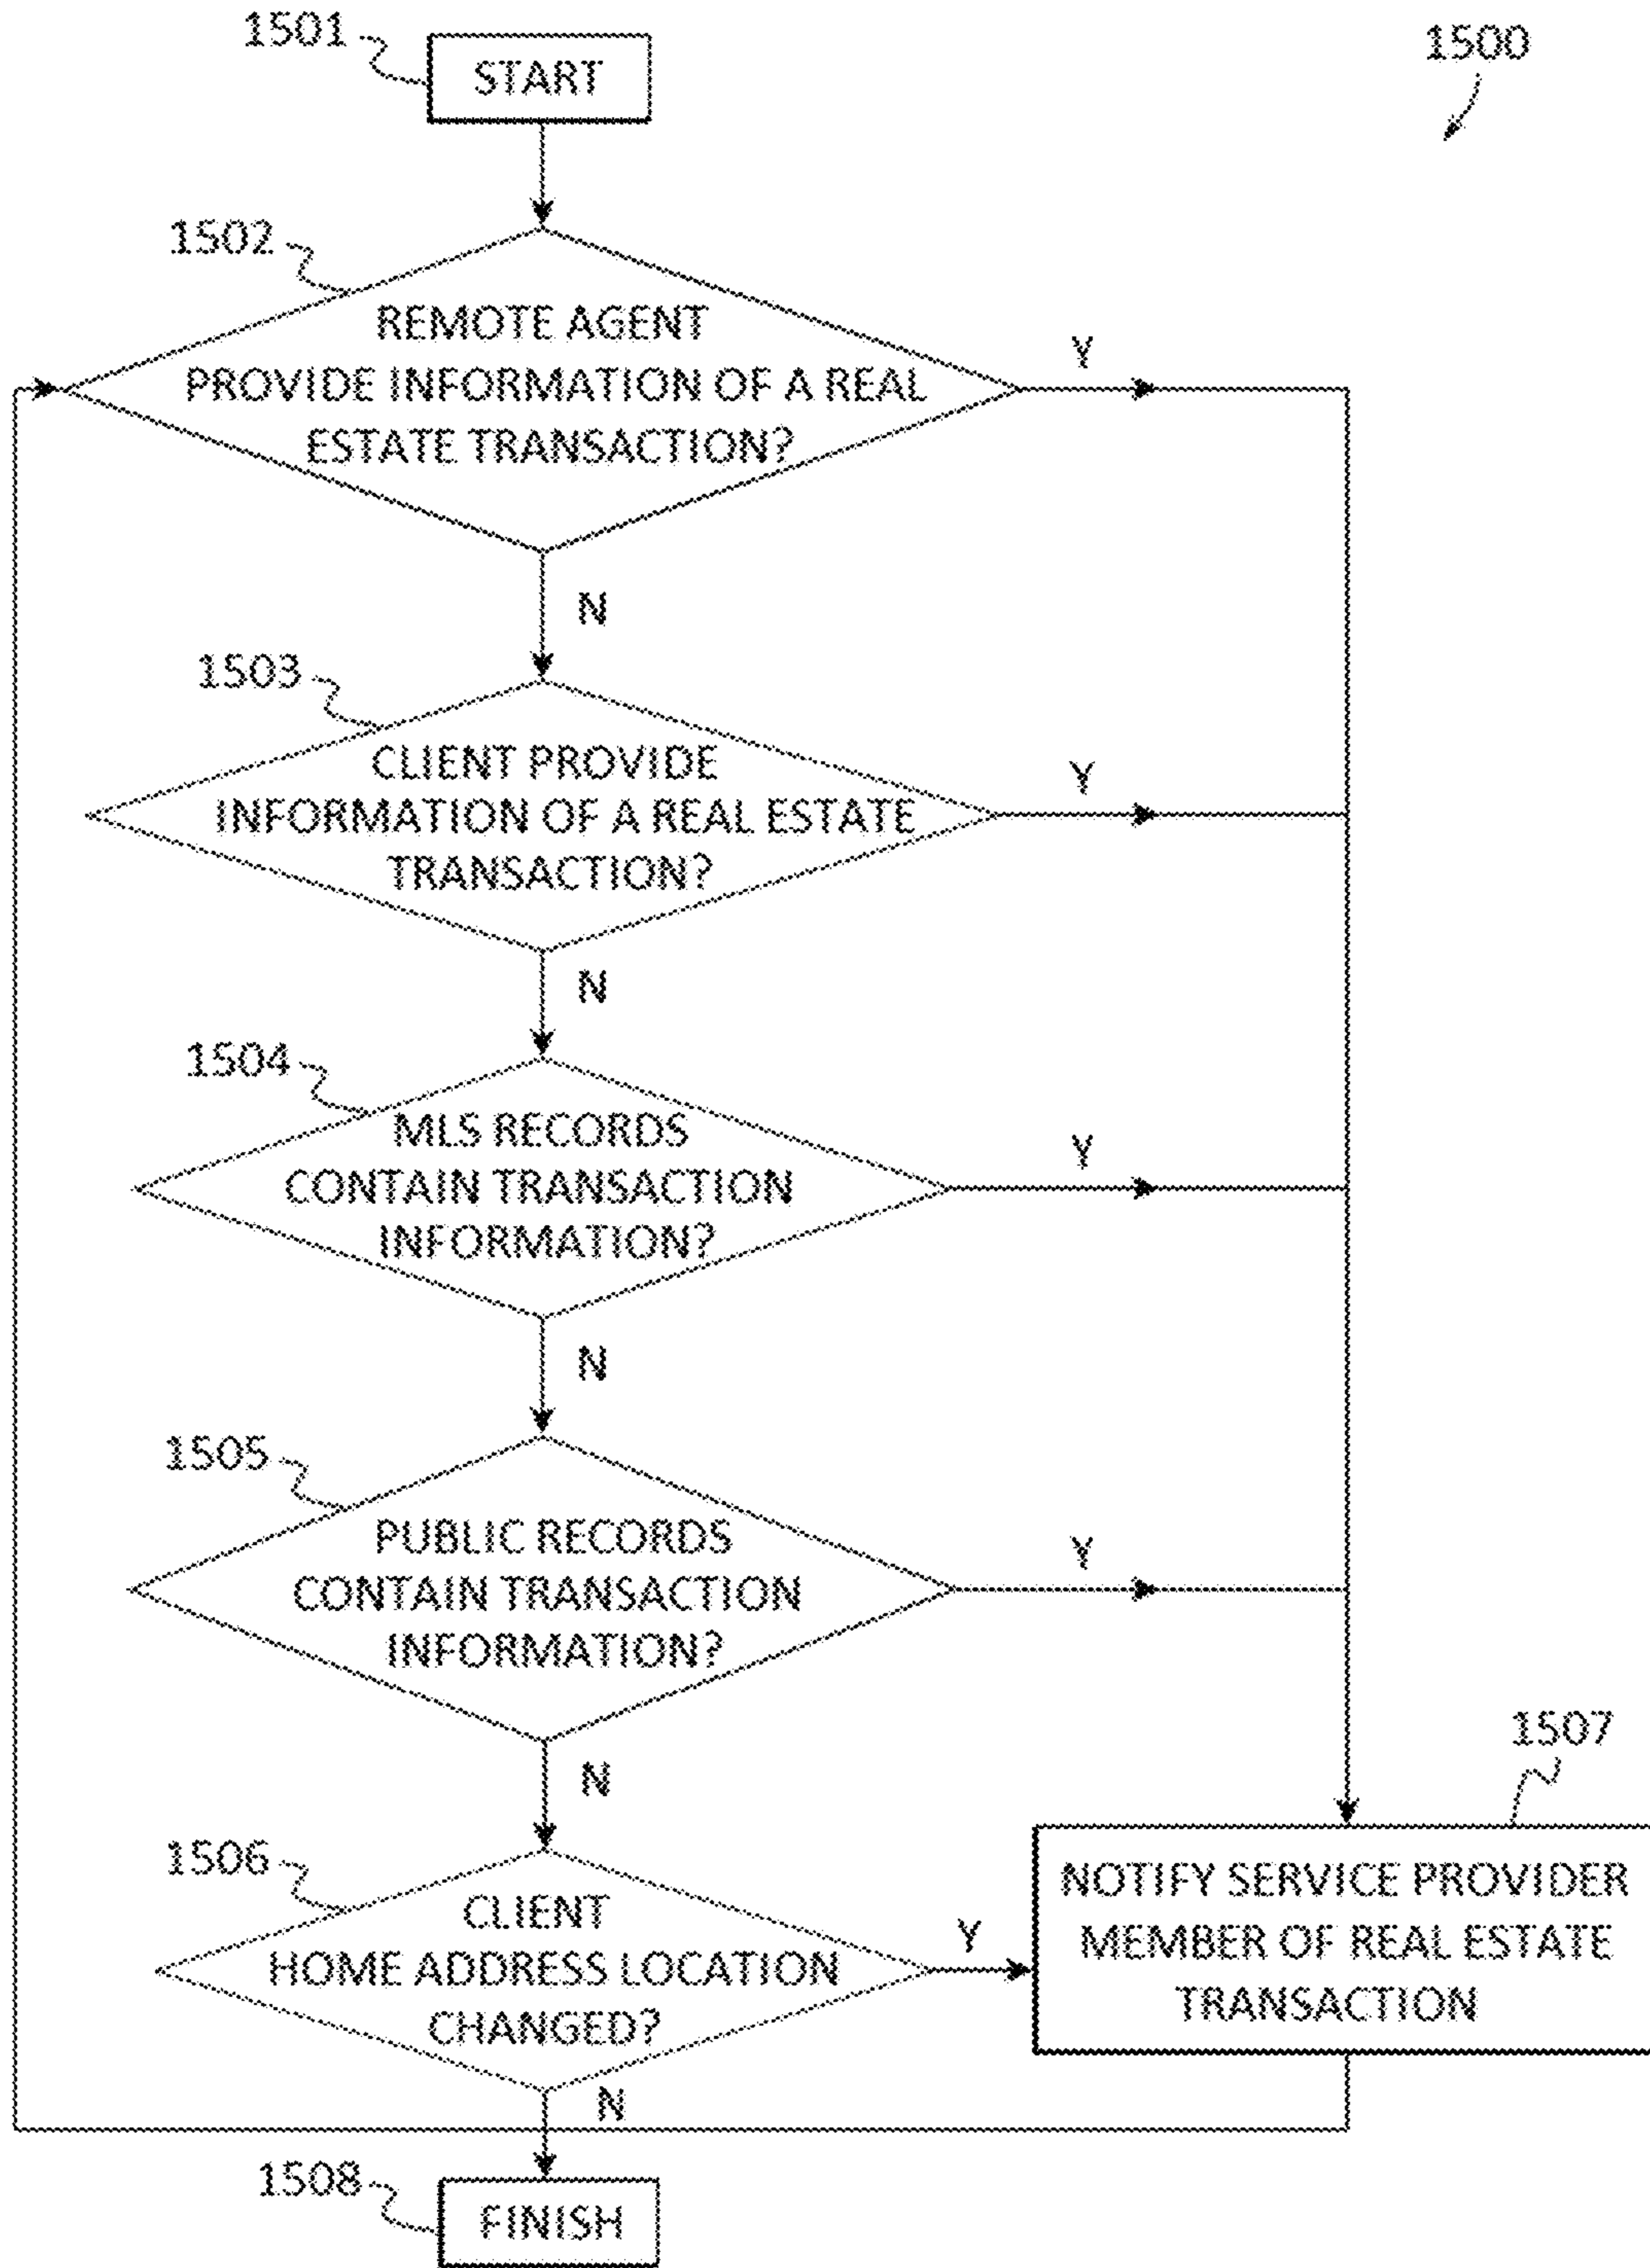 1501
START
1500
1502
REMOTE AGENT
PROVIDE INFORMATION OF A REAL
ESTATE TRANSACTION?
Y
N
1503
CLIENT PROVIDE
INFORMATION OF A REAL ESTATE
TRANSACTION?
Y
N
1504
MLS RECORDS
CONTAIN TRANSACTION
INFORMATION?
Y
N
1505
PUBLIC RECORDS
CONTAIN TRANSACTION
INFORMATION?
Y
N
1506
CLIENT
HOME ADDRESS LOCATION
CHANGED?
Y
N
1507
NOTIFY SERVICE PROVIDER
MEMBER OF REAL ESTATE
TRANSACTION
1508
FINISH